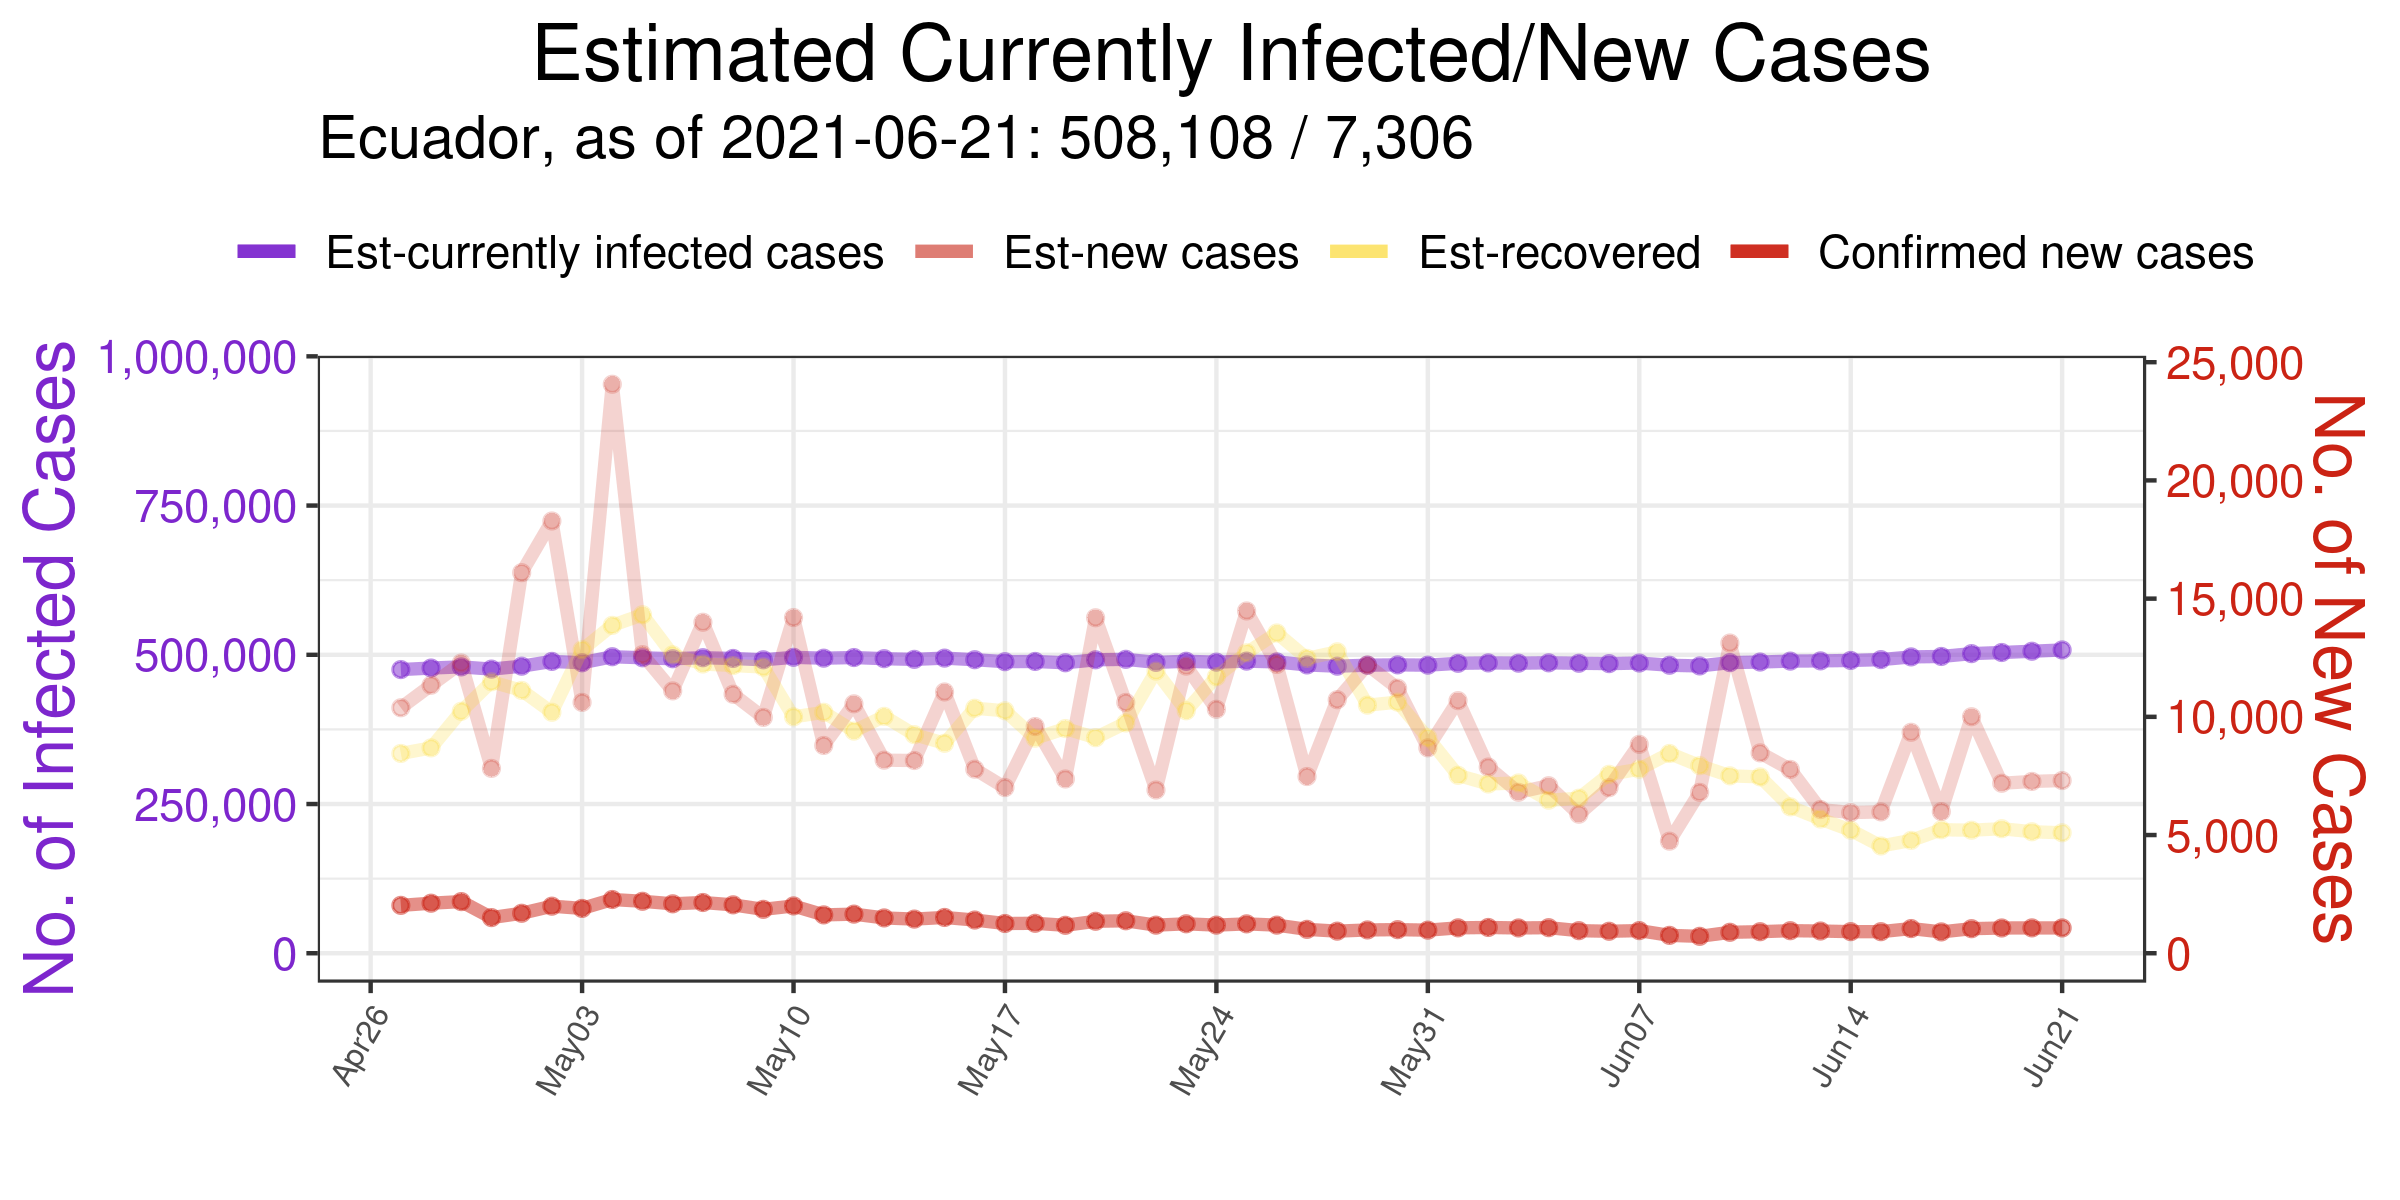 Estimated Currently Infected/New Cases
Ecuador, as of 2021-06-21: 508,108 / 7,306
Est-currently infected cases Est-new cases Est-recovered Confirmed new cases
No. of Infected Cases
1,000,000
750,000
500,000
250,000
0
25,000
20,000
15,000
10,000
5,000
0
No. of New Cases
Apr26 May03 May10 May17 May24 May31 Jun07 Jun14 Jun21